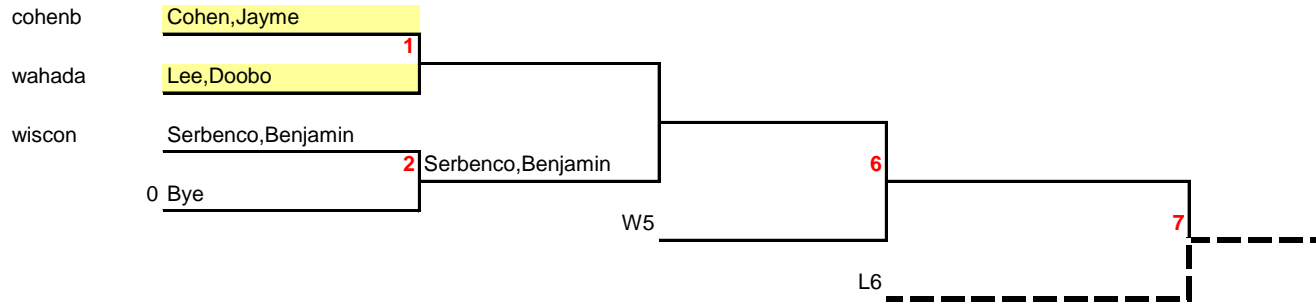 cohenb Cohen,Jayme
1
wahada Lee,Doobo
wiscon Serbenco,Benjamin
2 Serbenco,Benjamin 6
0 Bye
W5 7
L6